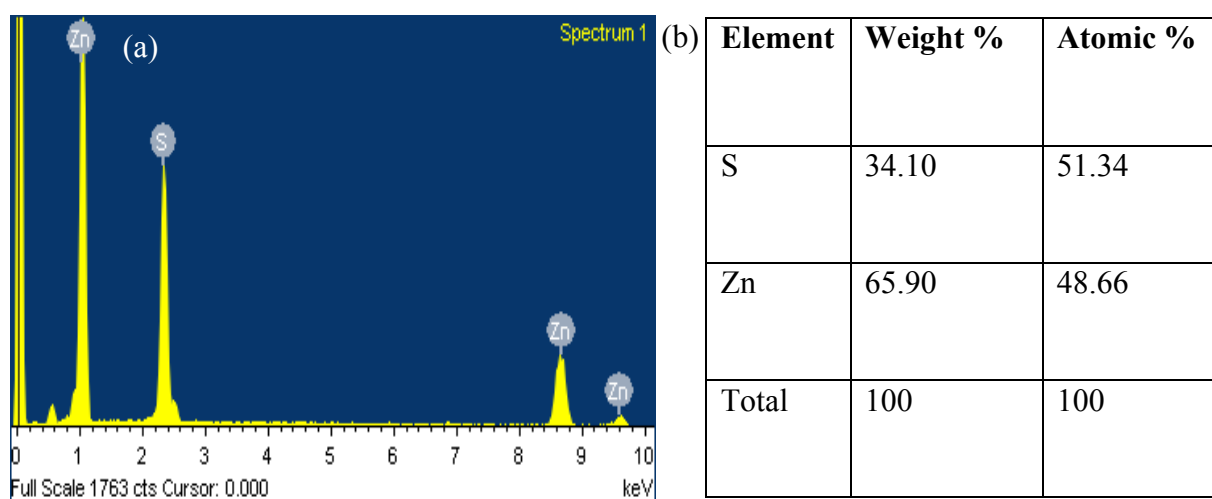 Zn (a) Spectrum 1
S
Zn
Zn
0 1 2 3 4 5 6 7 8 9 10
Full Scale 1763 cts Cursor: 0.000 keV
(b)
Element Weight % Atomic %
S 34.10 51.34
Zn 65.90 48.66
Total 100 100